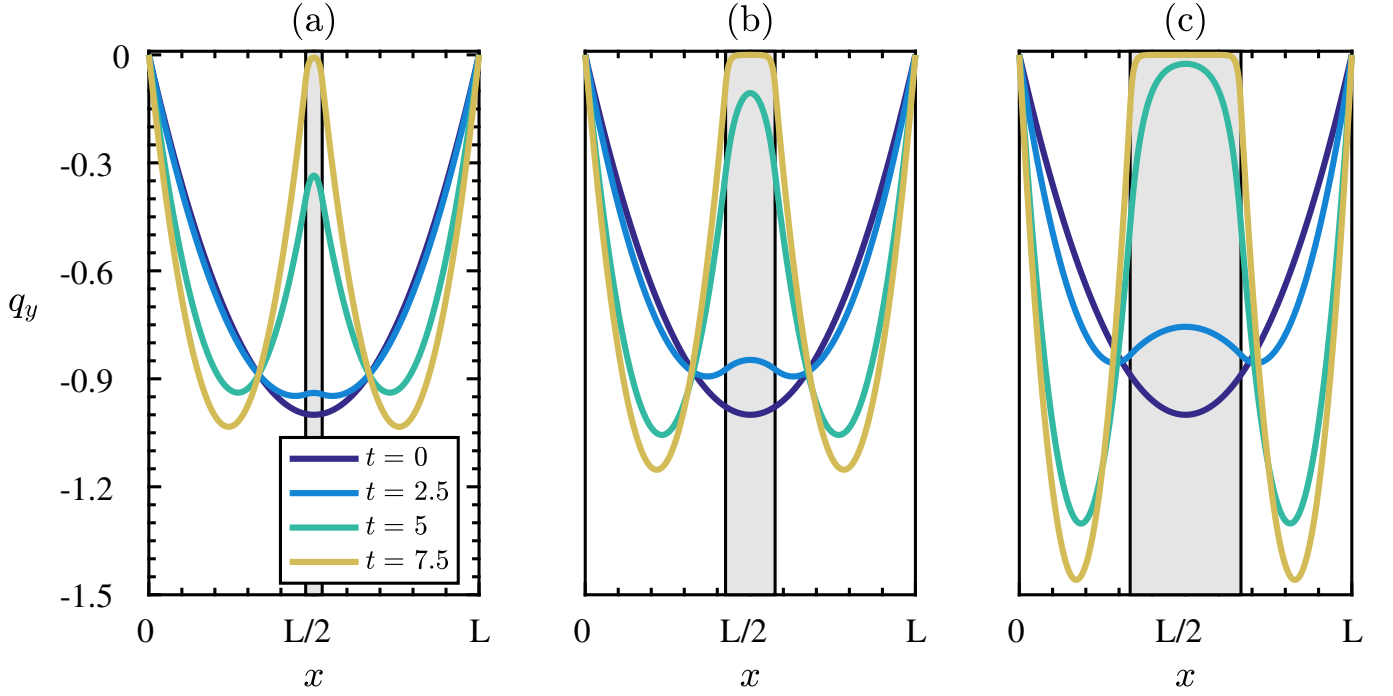 (a) (b) (c)
0
-0.3
-0.6
-0.9
-1.2
-1.5
q_y
t = 0
t = 2.5
t = 5
t = 7.5
0 L/2 L 0 L/2 L 0 L/2 L
x x x